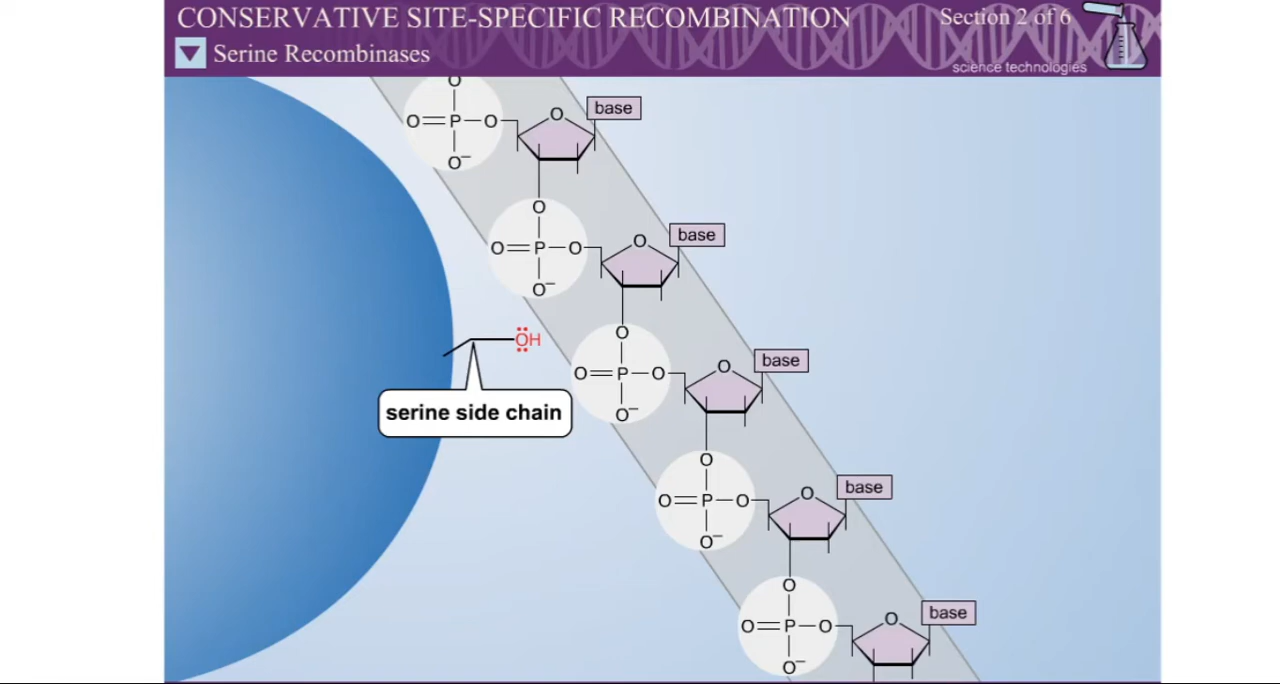 CONSERVATIVE SITE-SPECIFIC RECOMBINATION
Section 2 of 6
Serine Recombinases
science technologies
O
O=P-O
O⁻
O
base
O
O=P-O
O⁻
O
base
ÖH
serine side chain
O
O=P-O
O⁻
O
base
O
O=P-O
O⁻
O
base
O
O=P-O
O⁻
O
base